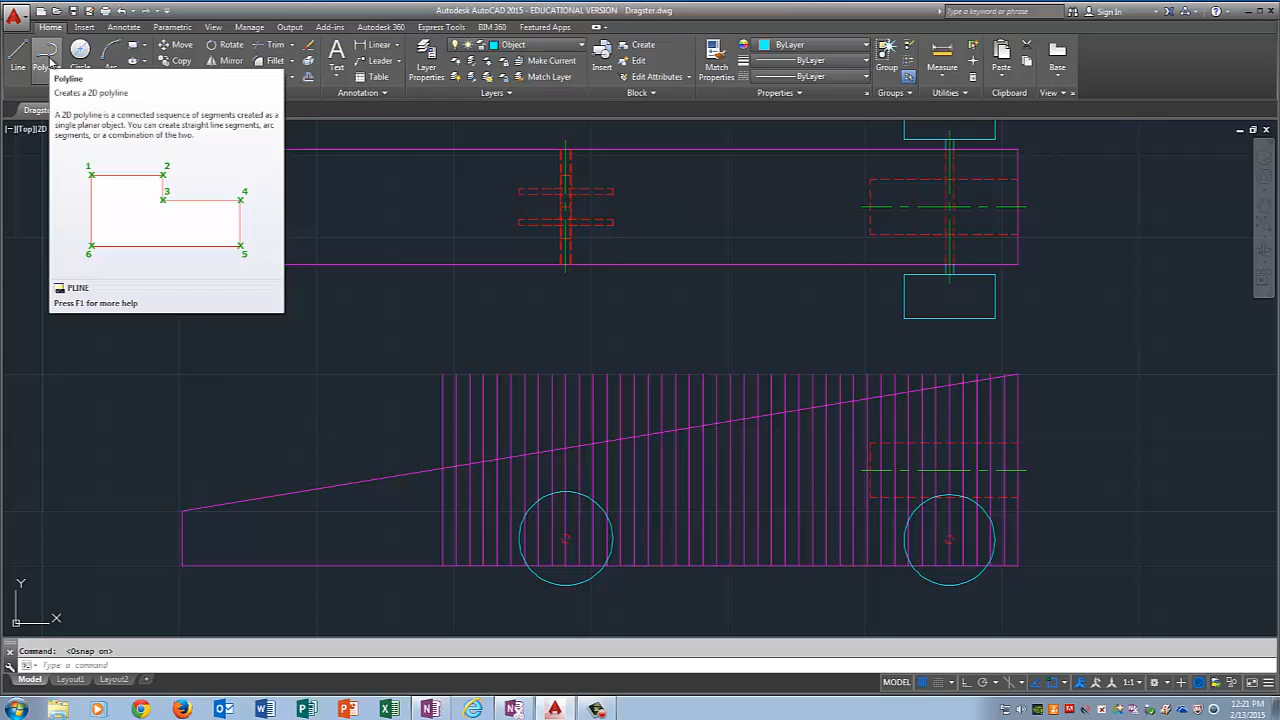 Autodesk AutoCAD 2015 - EDUCATIONAL VERSION Dragster.dwg
Type a keyword or phrase
Sign In
Home Insert Annotate Parametric View Manage Output Add-ins Autodesk 360 Express Tools BIM 360 Featured Apps
Move Rotate Trim Linear Object Create ByLayer
Line Text Layer Properties Insert Match Properties Group Measure Paste Base
Copy Mirror Fillet Leader Make Current Edit ByLayer
Table Match Layer Edit Attributes ByLayer
Annotation Layers Block Properties Groups Utilities Clipboard View
Polyline
Creates a 2D polyline
A 2D polyline is a connected sequence of segments created as a
single planar object. You can create straight line segments, arc
segments, or a combination of the two.
1 2
3 4
6 5
PLINE
Press F1 for more help
[−][Top][2D
Y
X
Command: <Osnap on>
Type a command
Model Layout1 Layout2 +
MODEL 1:1
12:21 PM
2/13/2015